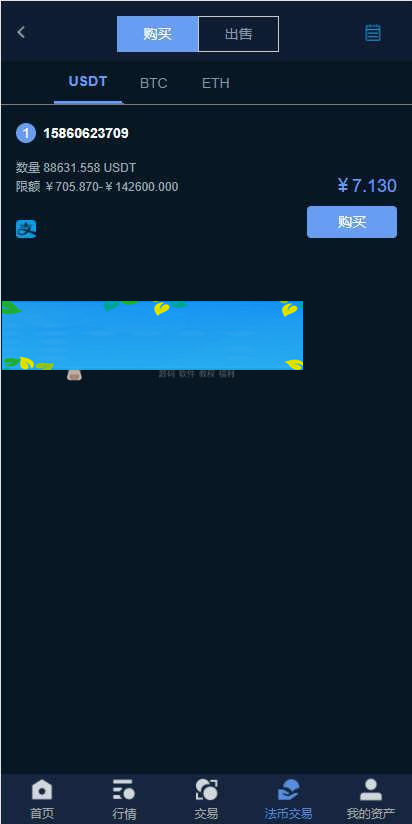 购买 出售
USDT BTC ETH
1 15860623709
数量 88631.558 USDT
限额 ￥705.870-￥142600.000
￥7.130
支
购买
源码 软件 教程 福利
首页 行情 交易 法币交易 我的资产